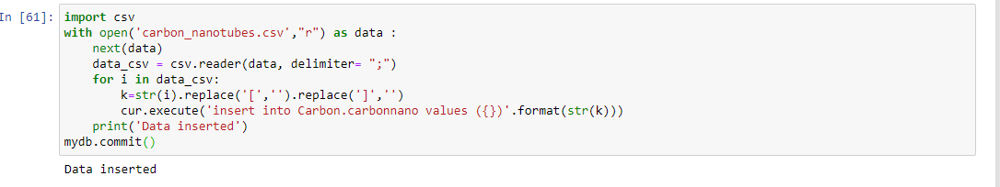 In [61]: import csv
with open('carbon_nanotubes.csv',"r") as data :
    next(data)
    data_csv = csv.reader(data, delimiter= ";")
    for i in data_csv:
        k=str(i).replace('[','').replace(']','')
        cur.execute('insert into Carbon.carbonnano values ({})'.format(str(k)))
    print('Data inserted')
mydb.commit()
Data inserted